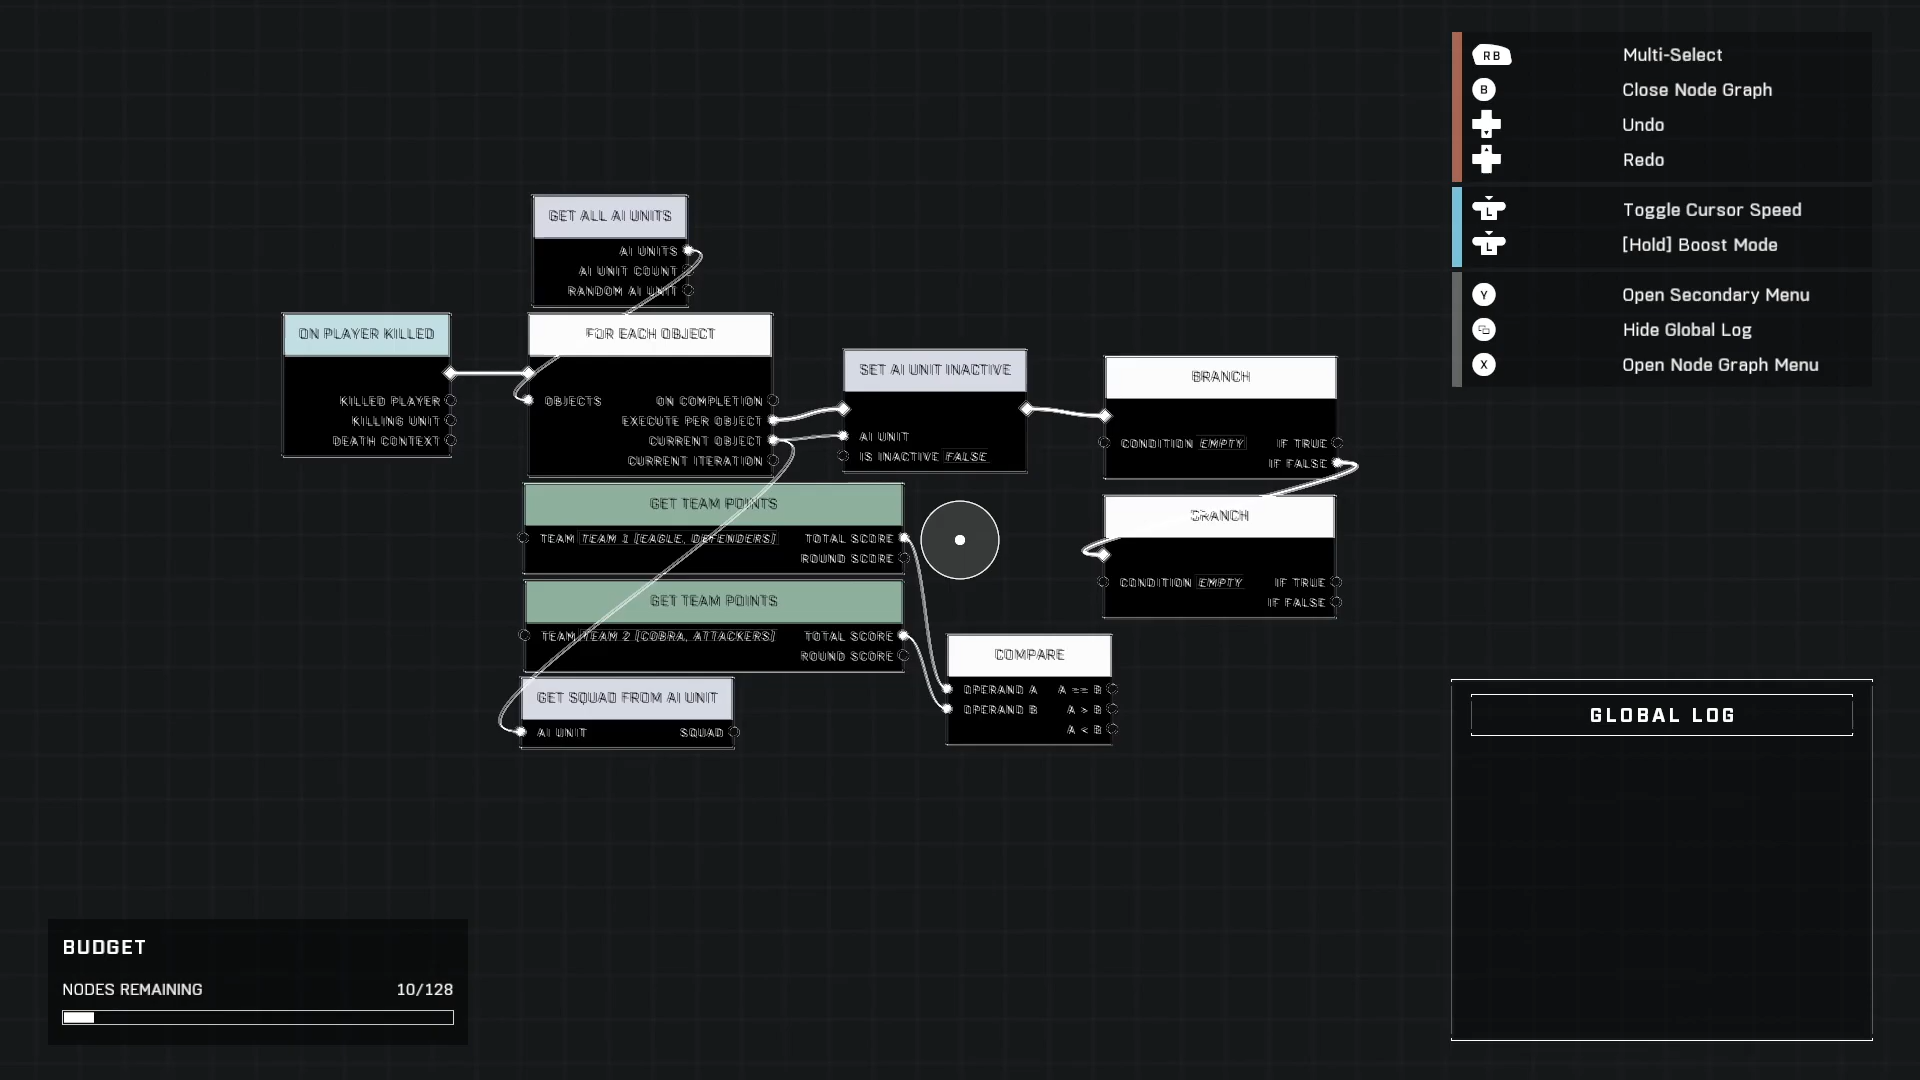 RB Multi-Select
B Close Node Graph
Undo
Redo
L Toggle Cursor Speed
L [Hold] Boost Mode
Y Open Secondary Menu
Hide Global Log
X Open Node Graph Menu
GET ALL AI UNITS
AI UNITS
AI UNIT COUNT
RANDOM AI UNIT
ON PLAYER KILLED
KILLED PLAYER
KILLING UNIT
DEATH CONTEXT
FOR EACH OBJECT
OBJECTS ON COMPLETION
EXECUTE PER OBJECT
CURRENT OBJECT
CURRENT ITERATION
SET AI UNIT INACTIVE
AI UNIT
IS INACTIVE FALSE
BRANCH
CONDITION EMPTY IF TRUE
IF FALSE
BRANCH
CONDITION EMPTY IF TRUE
IF FALSE
GET TEAM POINTS
TEAM TEAM 1 [EAGLE, DEFENDERS] TOTAL SCORE
ROUND SCORE
GET TEAM POINTS
TEAM TEAM 2 [COBRA, ATTACKERS] TOTAL SCORE
ROUND SCORE
GET SQUAD FROM AI UNIT
AI UNIT SQUAD
COMPARE
OPERAND A A == B
OPERAND B A > B
A < B
GLOBAL LOG
BUDGET
NODES REMAINING 10/128